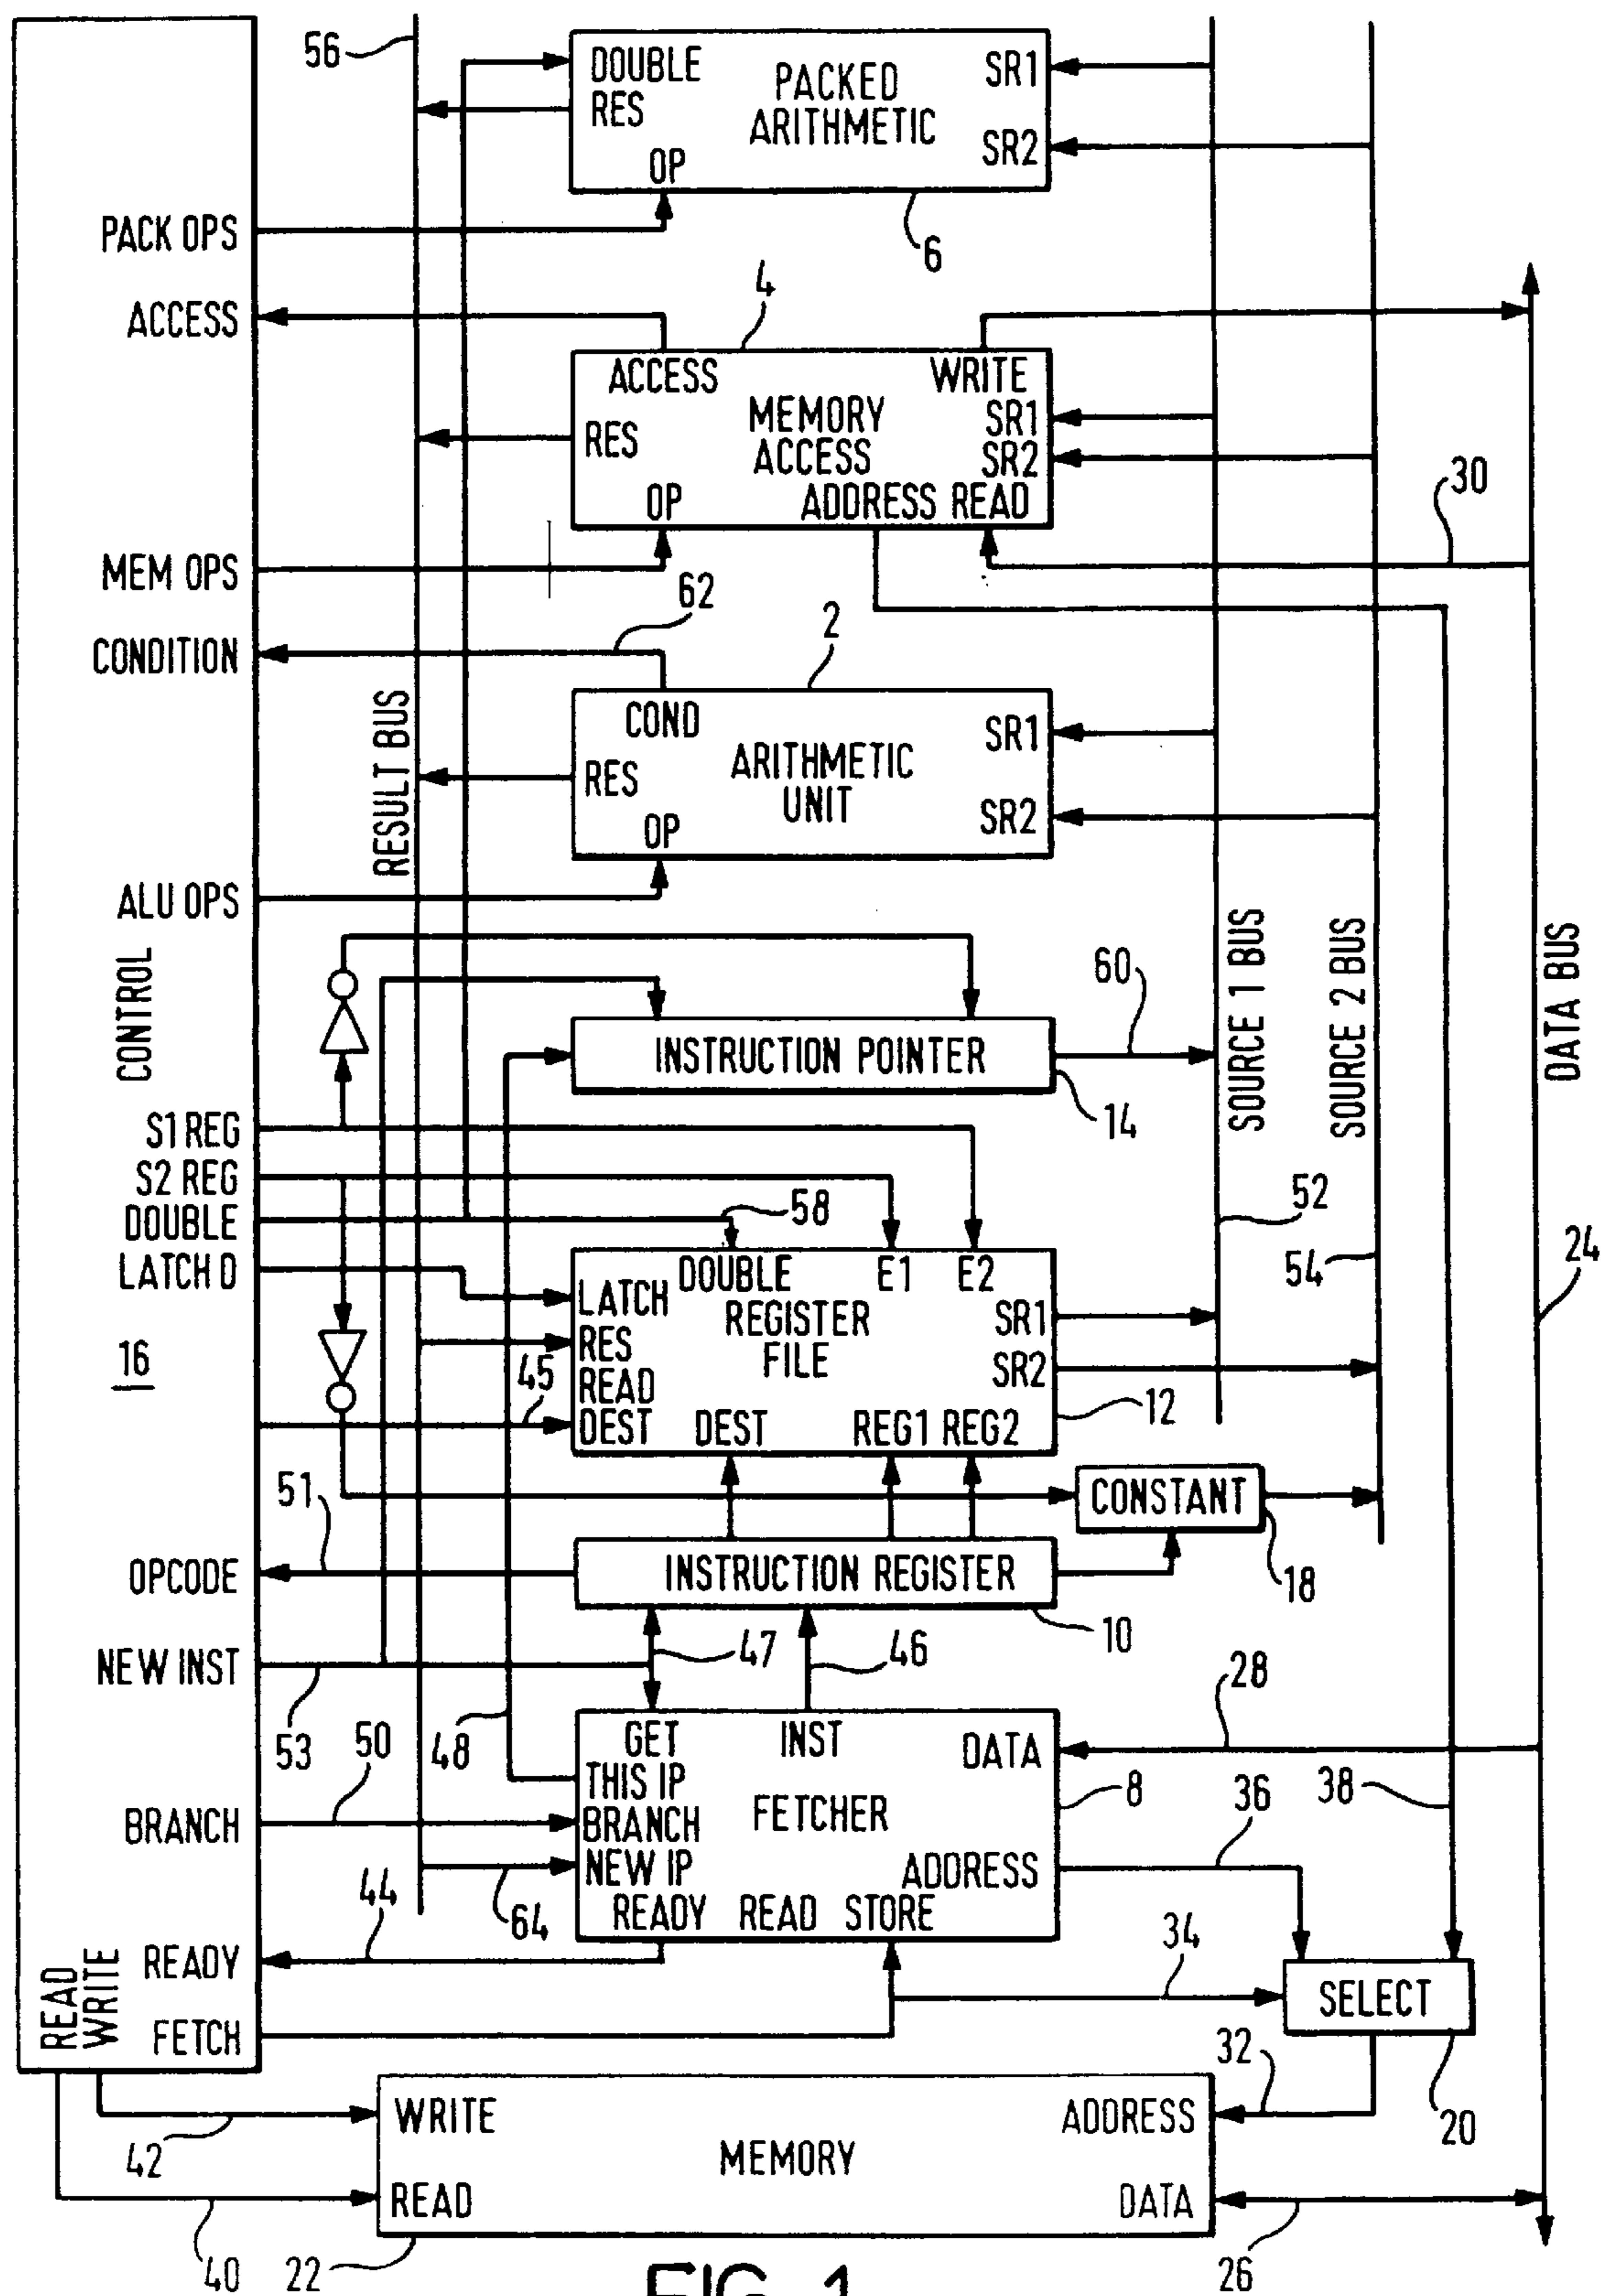 56
DOUBLE
RES
PACKED
ARITHMETIC
OP
SR1
SR2
PACK OPS
6
ACCESS
4
ACCESS
WRITE
MEMORY
ACCESS
RES
SR1
SR2
OP
ADDRESS READ
30
MEM OPS
62
2
CONDITION
COND
ARITHMETIC
UNIT
RES
SR1
SR2
OP
RESULT BUS
ALU OPS
CONTROL
SOURCE 1 BUS
SOURCE 2 BUS
DATA BUS
60
INSTRUCTION POINTER
14
S1 REG
S2 REG
DOUBLE
LATCH D
58
52
54
24
16
DOUBLE
E1
E2
LATCH
RES
READ
DEST
REGISTER
FILE
SR1
SR2
45
12
DEST
REG1 REG2
51
CONSTANT
18
OPCODE
INSTRUCTION REGISTER
10
NEW INST
47
46
28
53
50
48
GET
INST
DATA
THIS IP
BRANCH
NEW IP
FETCHER
8
36
38
BRANCH
ADDRESS
READY
READ
STORE
44
64
34
READY
READ
WRITE
FETCH
SELECT
32
20
WRITE
ADDRESS
42
MEMORY
READ
DATA
40
22
26
FIG. 1